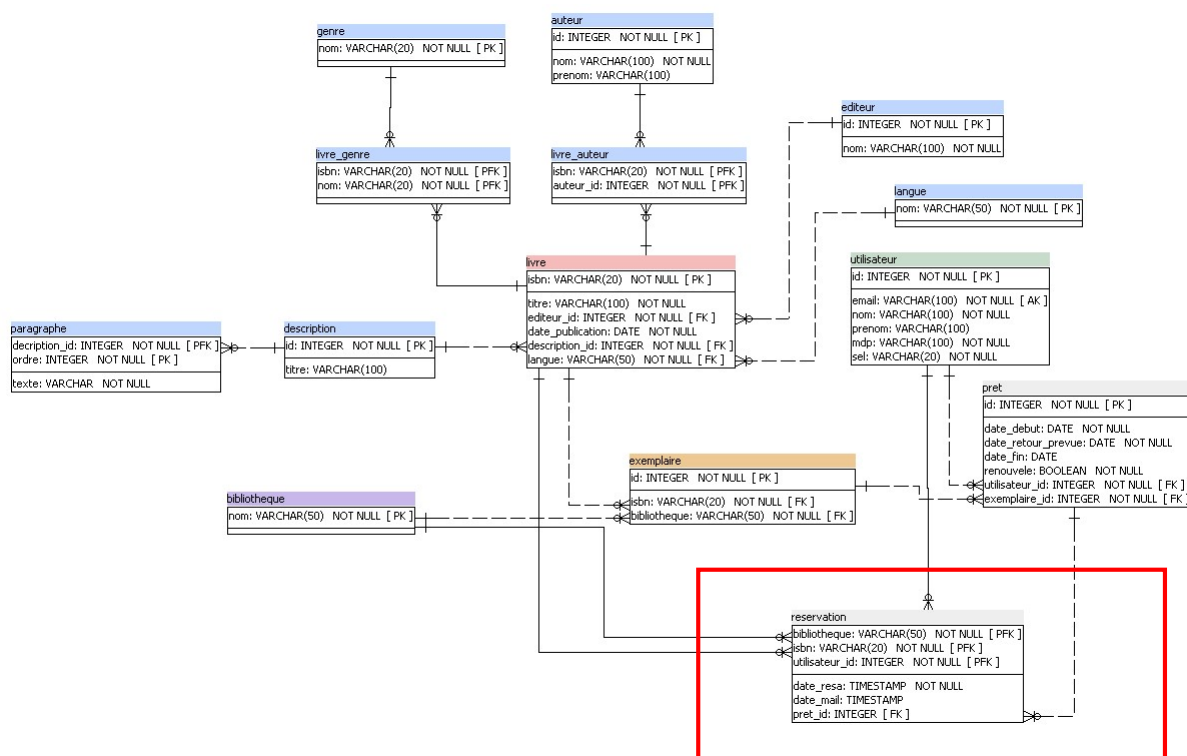 genre
nom: VARCHAR(20) NOT NULL [ PK ]
auteur
id: INTEGER NOT NULL [ PK ]
nom: VARCHAR(100) NOT NULL
prenom: VARCHAR(100)
editeur
id: INTEGER NOT NULL [ PK ]
nom: VARCHAR(100) NOT NULL
livre_genre
isbn: VARCHAR(20) NOT NULL [ PFK ]
nom: VARCHAR(20) NOT NULL [ PFK ]
livre_auteur
isbn: VARCHAR(20) NOT NULL [ PFK ]
auteur_id: INTEGER NOT NULL [ PFK ]
langue
nom: VARCHAR(50) NOT NULL [ PK ]
livre
isbn: VARCHAR(20) NOT NULL [ PK ]
titre: VARCHAR(100) NOT NULL
editeur_id: INTEGER NOT NULL [ FK ]
date_publication: DATE NOT NULL
description_id: INTEGER NOT NULL [ FK ]
langue: VARCHAR(50) NOT NULL [ FK ]
utilisateur
id: INTEGER NOT NULL [ PK ]
email: VARCHAR(100) NOT NULL [ AK ]
nom: VARCHAR(100) NOT NULL
prenom: VARCHAR(100)
mdp: VARCHAR(100) NOT NULL
sel: VARCHAR(20) NOT NULL
paragraphe
decription_id: INTEGER NOT NULL [ PFK ]
ordre: INTEGER NOT NULL [ PK ]
texte: VARCHAR NOT NULL
description
id: INTEGER NOT NULL [ PK ]
titre: VARCHAR(100)
pret
id: INTEGER NOT NULL [ PK ]
date_debut: DATE NOT NULL
date_retour_prevue: DATE NOT NULL
date_fin: DATE
renouvele: BOOLEAN NOT NULL
utilisateur_id: INTEGER NOT NULL [ FK ]
exemplaire_id: INTEGER NOT NULL [ FK ]
exemplaire
id: INTEGER NOT NULL [ PK ]
isbn: VARCHAR(20) NOT NULL [ FK ]
bibliotheque: VARCHAR(50) NOT NULL [ FK ]
bibliotheque
nom: VARCHAR(50) NOT NULL [ PK ]
reservation
bibliotheque: VARCHAR(50) NOT NULL [ PFK ]
isbn: VARCHAR(20) NOT NULL [ PFK ]
utilisateur_id: INTEGER NOT NULL [ PFK ]
date_resa: TIMESTAMP NOT NULL
date_mail: TIMESTAMP
pret_id: INTEGER [ FK ]